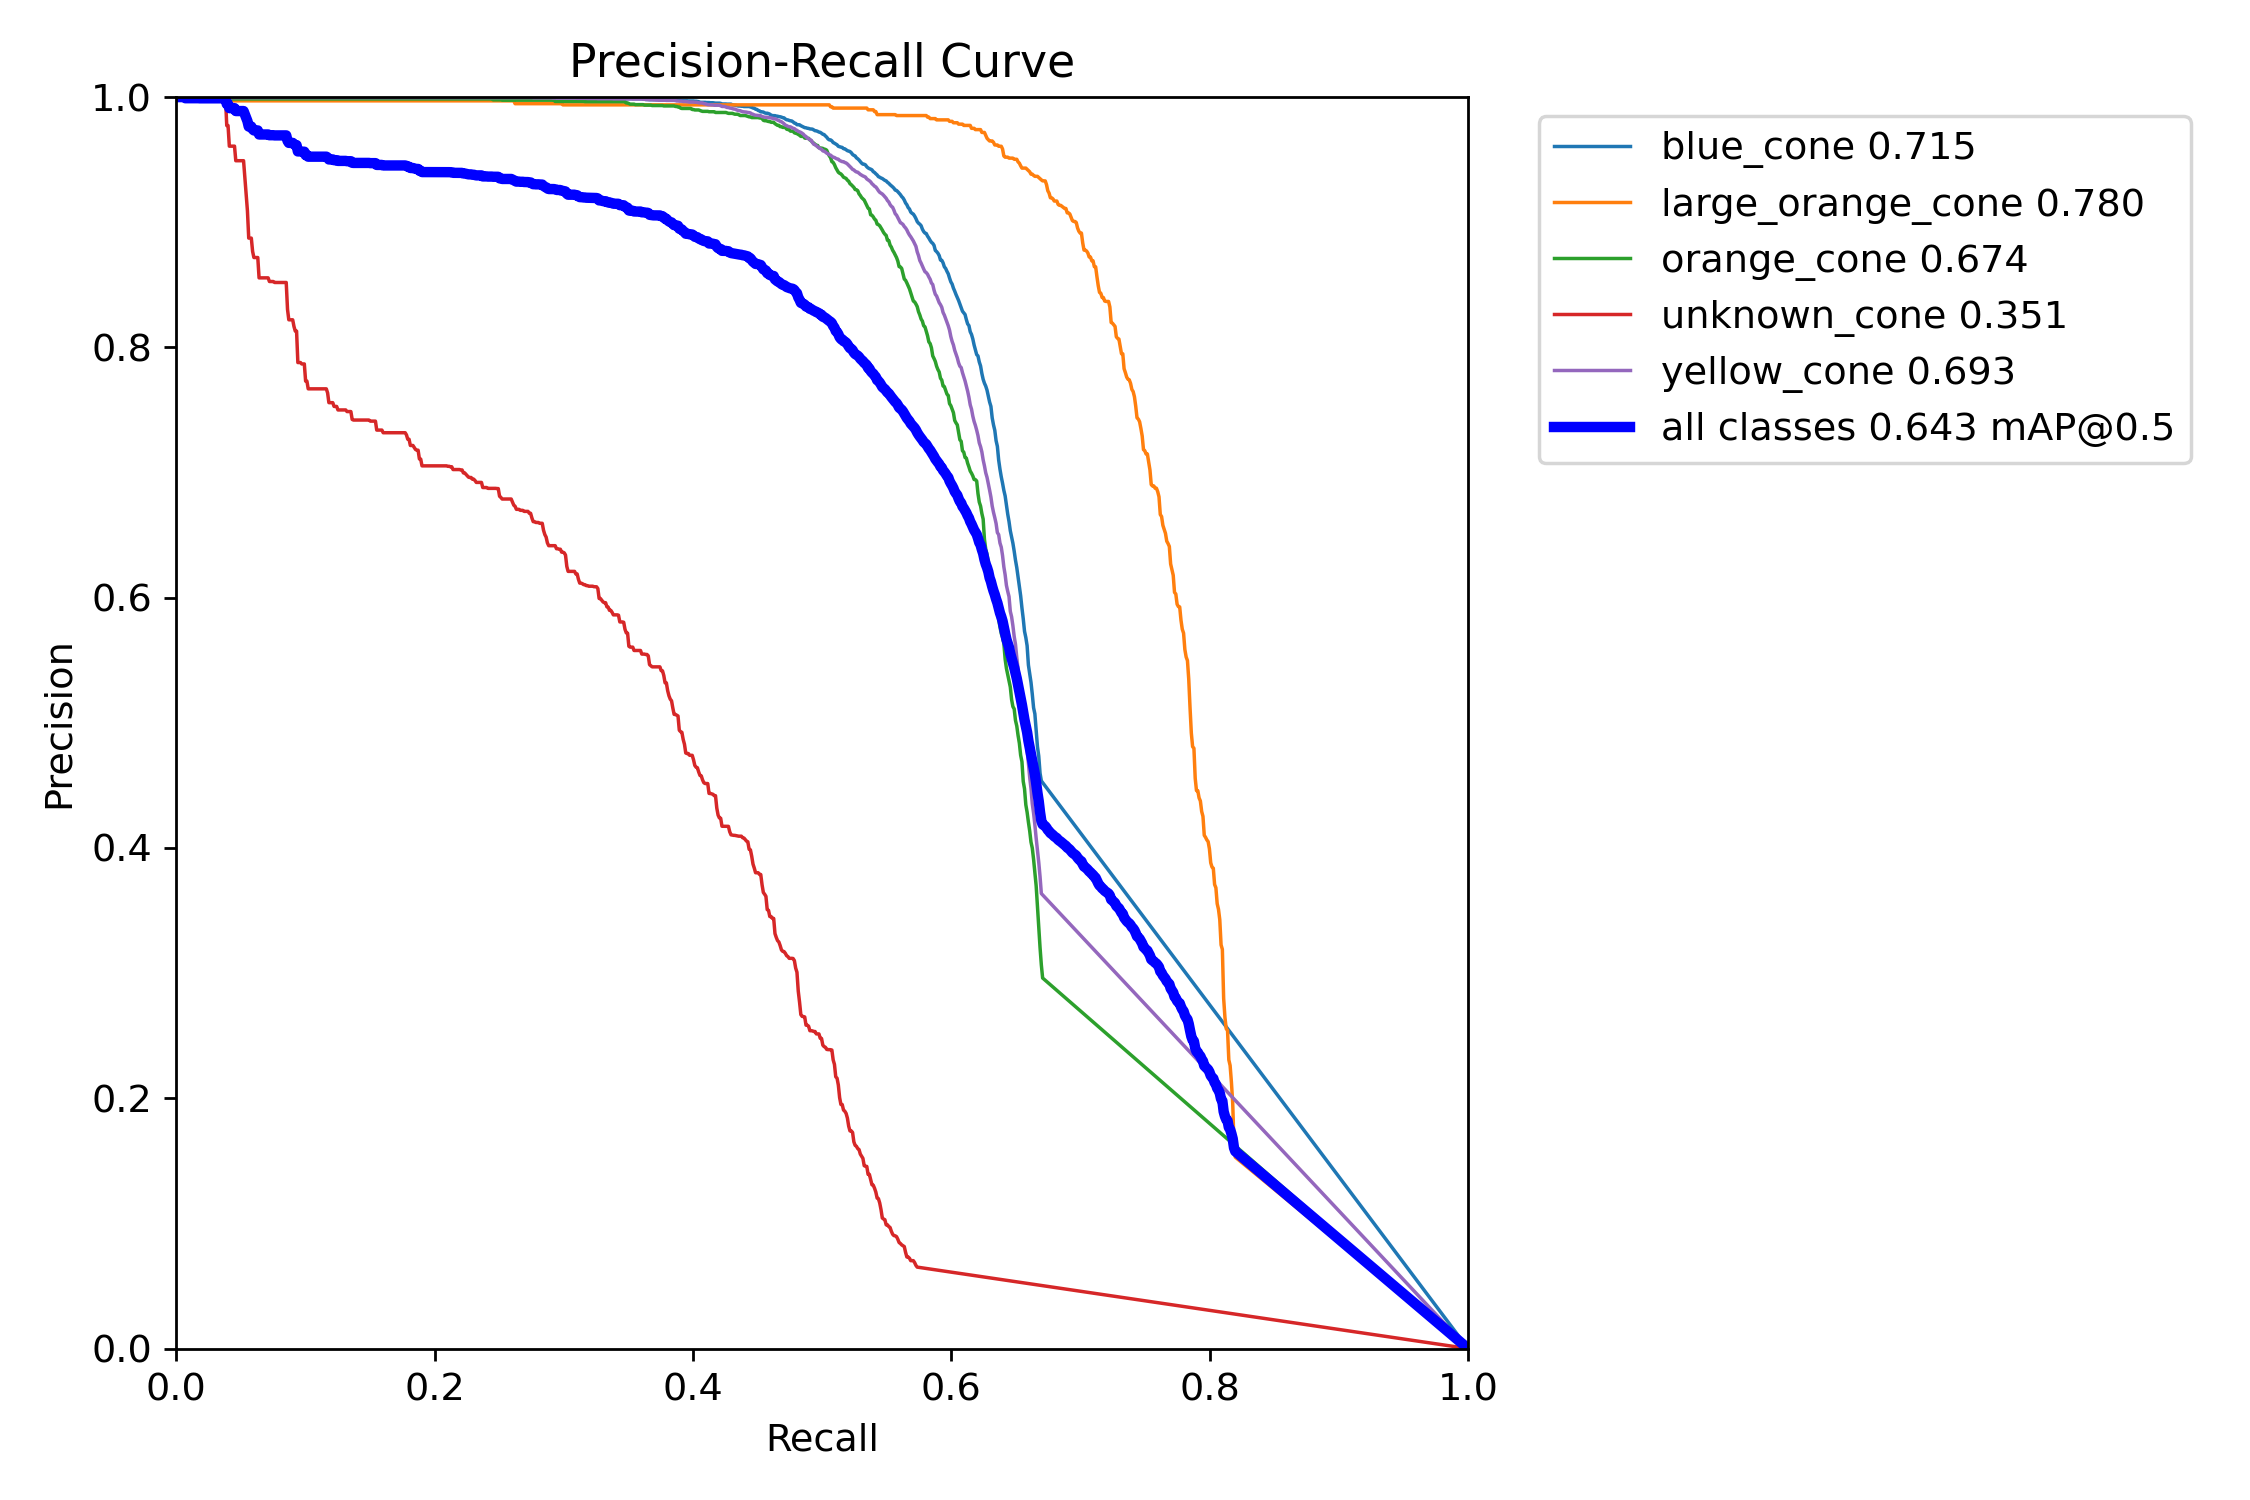 Precision-Recall Curve
1.0
0.8
0.6
0.4
0.2
0.0
Precision
0.0 0.2 0.4 0.6 0.8 1.0
Recall
blue_cone 0.715
large_orange_cone 0.780
orange_cone 0.674
unknown_cone 0.351
yellow_cone 0.693
all classes 0.643 mAP@0.5